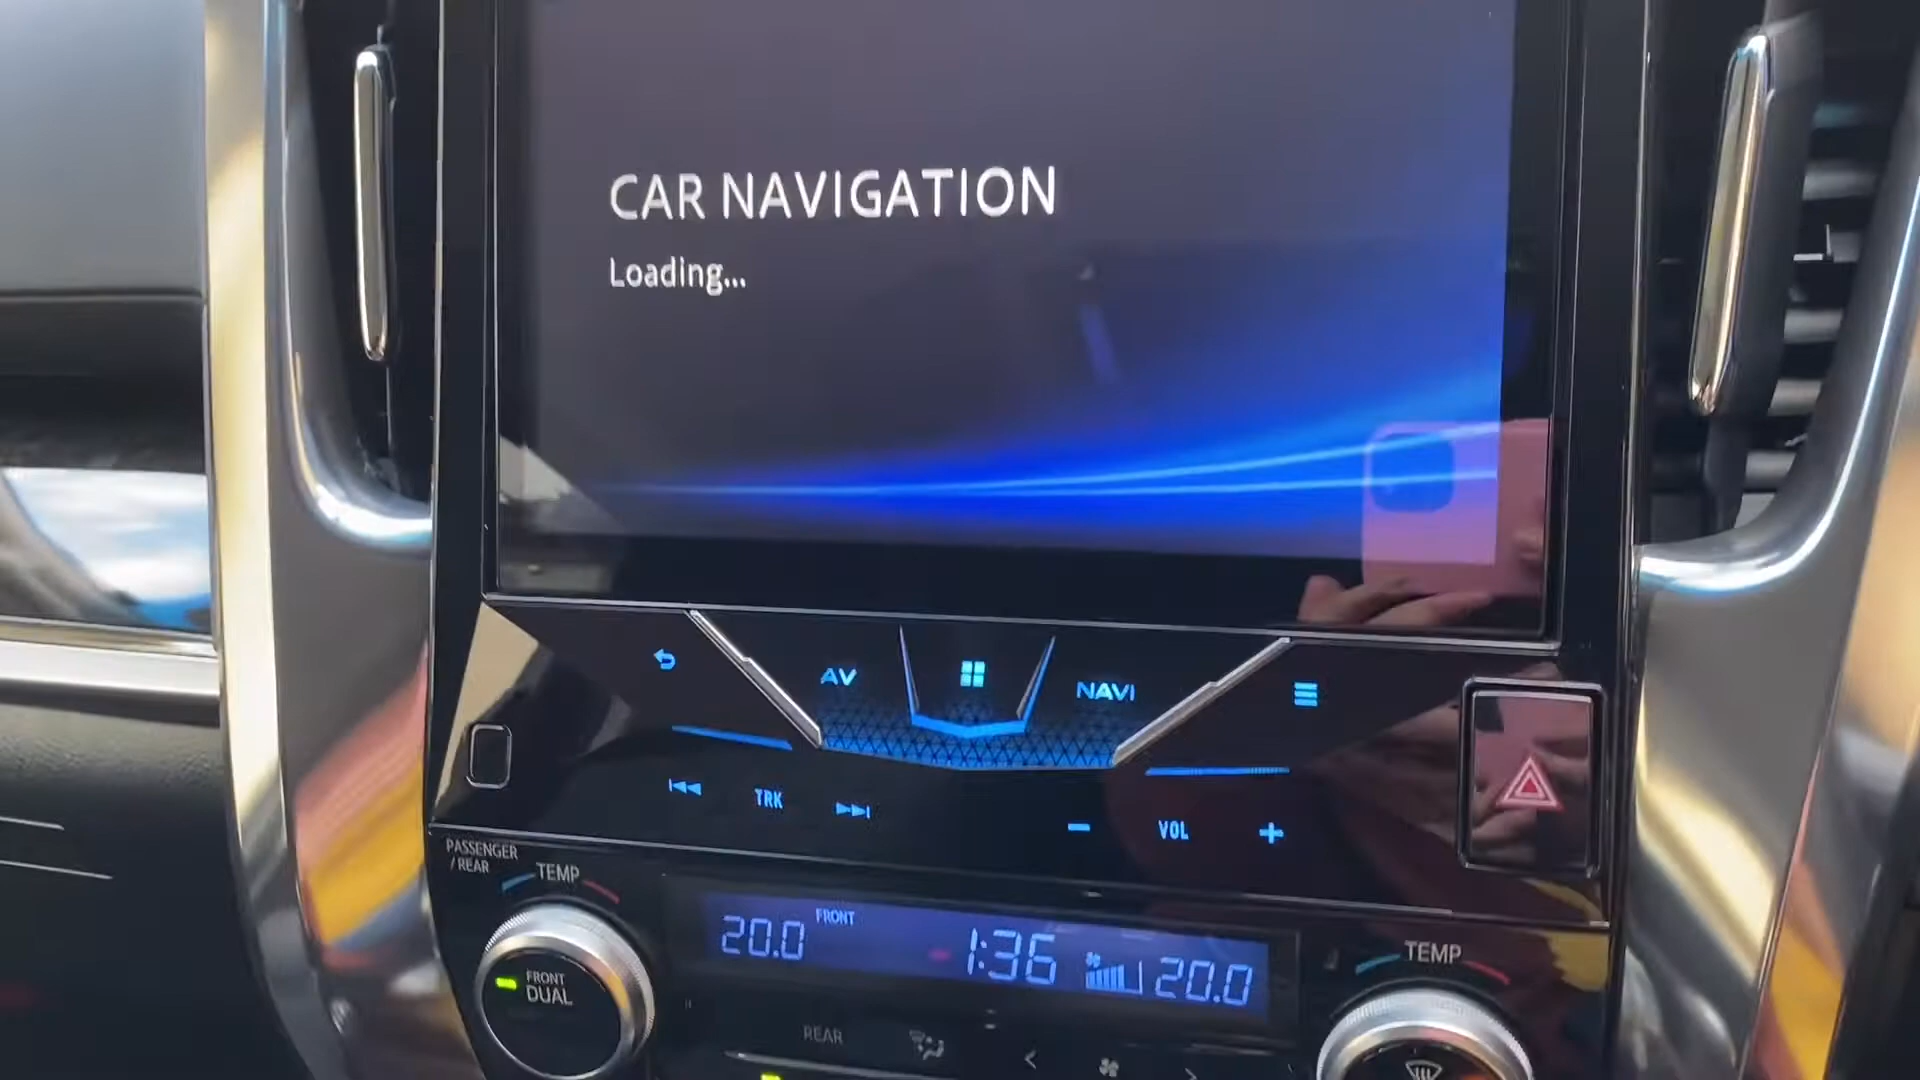 CAR NAVIGATION
Loading...
AV
NAVI
TRK
VOL
PASSENGER
/ REAR
TEMP
20.0
FRONT
1:36
20.0
TEMP
FRONT
DUAL
REAR